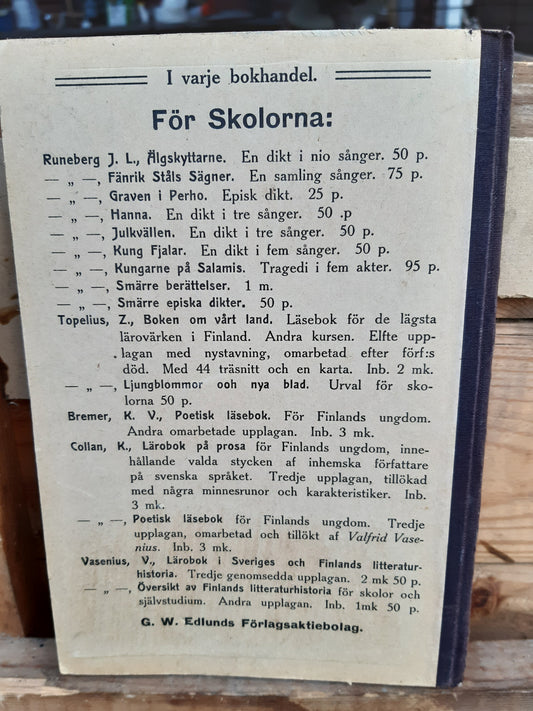 I varje bokhandel.
För Skolorna:
Runeberg J. L., Älgskyttarne. En dikt i nio sånger. 50 p.
— „ —, Fänrik Ståls Sägner. En samling sånger. 75 p.
— „ —, Graven i Perho. Episk dikt. 25 p.
— „ —, Hanna. En dikt i tre sånger. 50 .p
— „ —, Julkvällen. En dikt i tre sånger. 50 p.
— „ —, Kung Fjalar. En dikt i fem sånger. 50 p.
— „ —, Kungarne på Salamis. Tragedi i fem akter. 95 p.
— „ —, Smärre berättelser. 1 m.
— „ —, Smärre episka dikter. 50 p.
Topelius, Z., Boken om vårt land. Läsebok för de lägsta
lärovärken i Finland. Andra kursen. Elfte upp-
lagan med nystavning, omarbetad efter förf:s
död. Med 44 träsnitt och en karta. Inb. 2 mk.
— „ —, Ljungblommor och nya blad. Urval för sko-
lorna 50 p.
Bremer, K. V., Poetisk läsebok. För Finlands ungdom.
Andra omarbetade upplagan. Inb. 3 mk.
Collan, K., Lärobok på prosa för Finlands ungdom, inne-
hållande valda stycken af inhemska författare
på svenska språket. Tredje upplagan, tillökad
med några minnesrunor och karakteristiker. Inb.
3 mk.
— „ —, Poetisk läsebok för Finlands ungdom. Tredje
upplagan, omarbetad och tillökt af Valfrid Vase-
nius. Inb. 3 mk.
Vasenius, V., Lärobok i Sveriges och Finlands litteratur-
historia. Tredje genomsedda upplagan. 2 mk 50 p.
— „ —, Översikt av Finlands litteraturhistoria för skolor och
självstudium. Andra upplagan. Inb. 1mk 50 p.
G. W. Edlunds Förlagsaktiebolag.